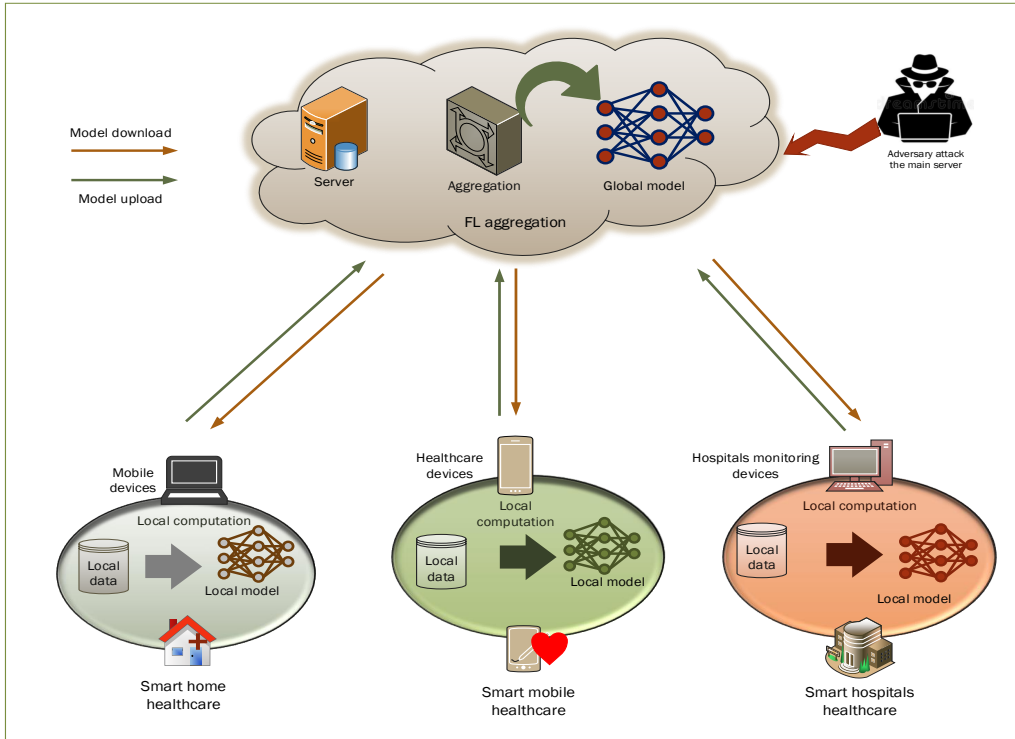 Model download
Model upload
Server
Aggregation
Global model
FL aggregation
dreamstime
Adversary attack
the main server
Mobile
devices
Local computation
Local
data
Local model
Smart home
healthcare
Healthcare
devices
Local
computation
Local
data
Local model
Smart mobile
healthcare
Hospitals monitoring
devices
Local computation
Local
data
Local model
Smart hospitals
healthcare